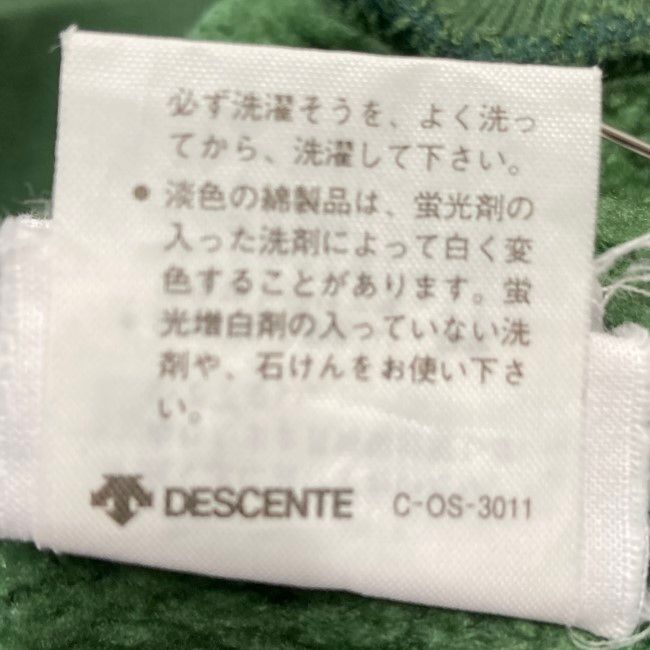 必ず洗濯そうを、よく洗っ
てから、洗濯して下さい。
● 淡色の綿製品は、蛍光剤の
入った洗剤によって白く変
色することがあります。蛍
光増白剤の入っていない洗
剤や、石けんをお使い下さ
い。
DESCENTE C-OS-3011